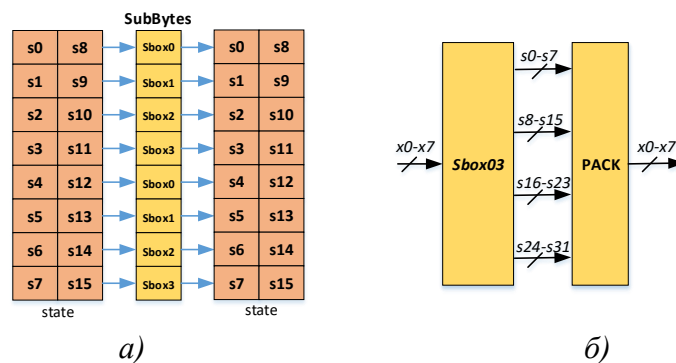 SubBytes
s0 s8 Sbox0 s0 s8
s1 s9 Sbox1 s1 s9
s2 s10 Sbox2 s2 s10
s3 s11 Sbox3 s3 s11
s4 s12 Sbox0 s4 s12
s5 s13 Sbox1 s5 s13
s6 s14 Sbox2 s6 s14
s7 s15 Sbox3 s7 s15
state state
а)
s0-s7
s8-s15
x0-x7 Sbox03 PACK x0-x7
s16-s23
s24-s31
б)